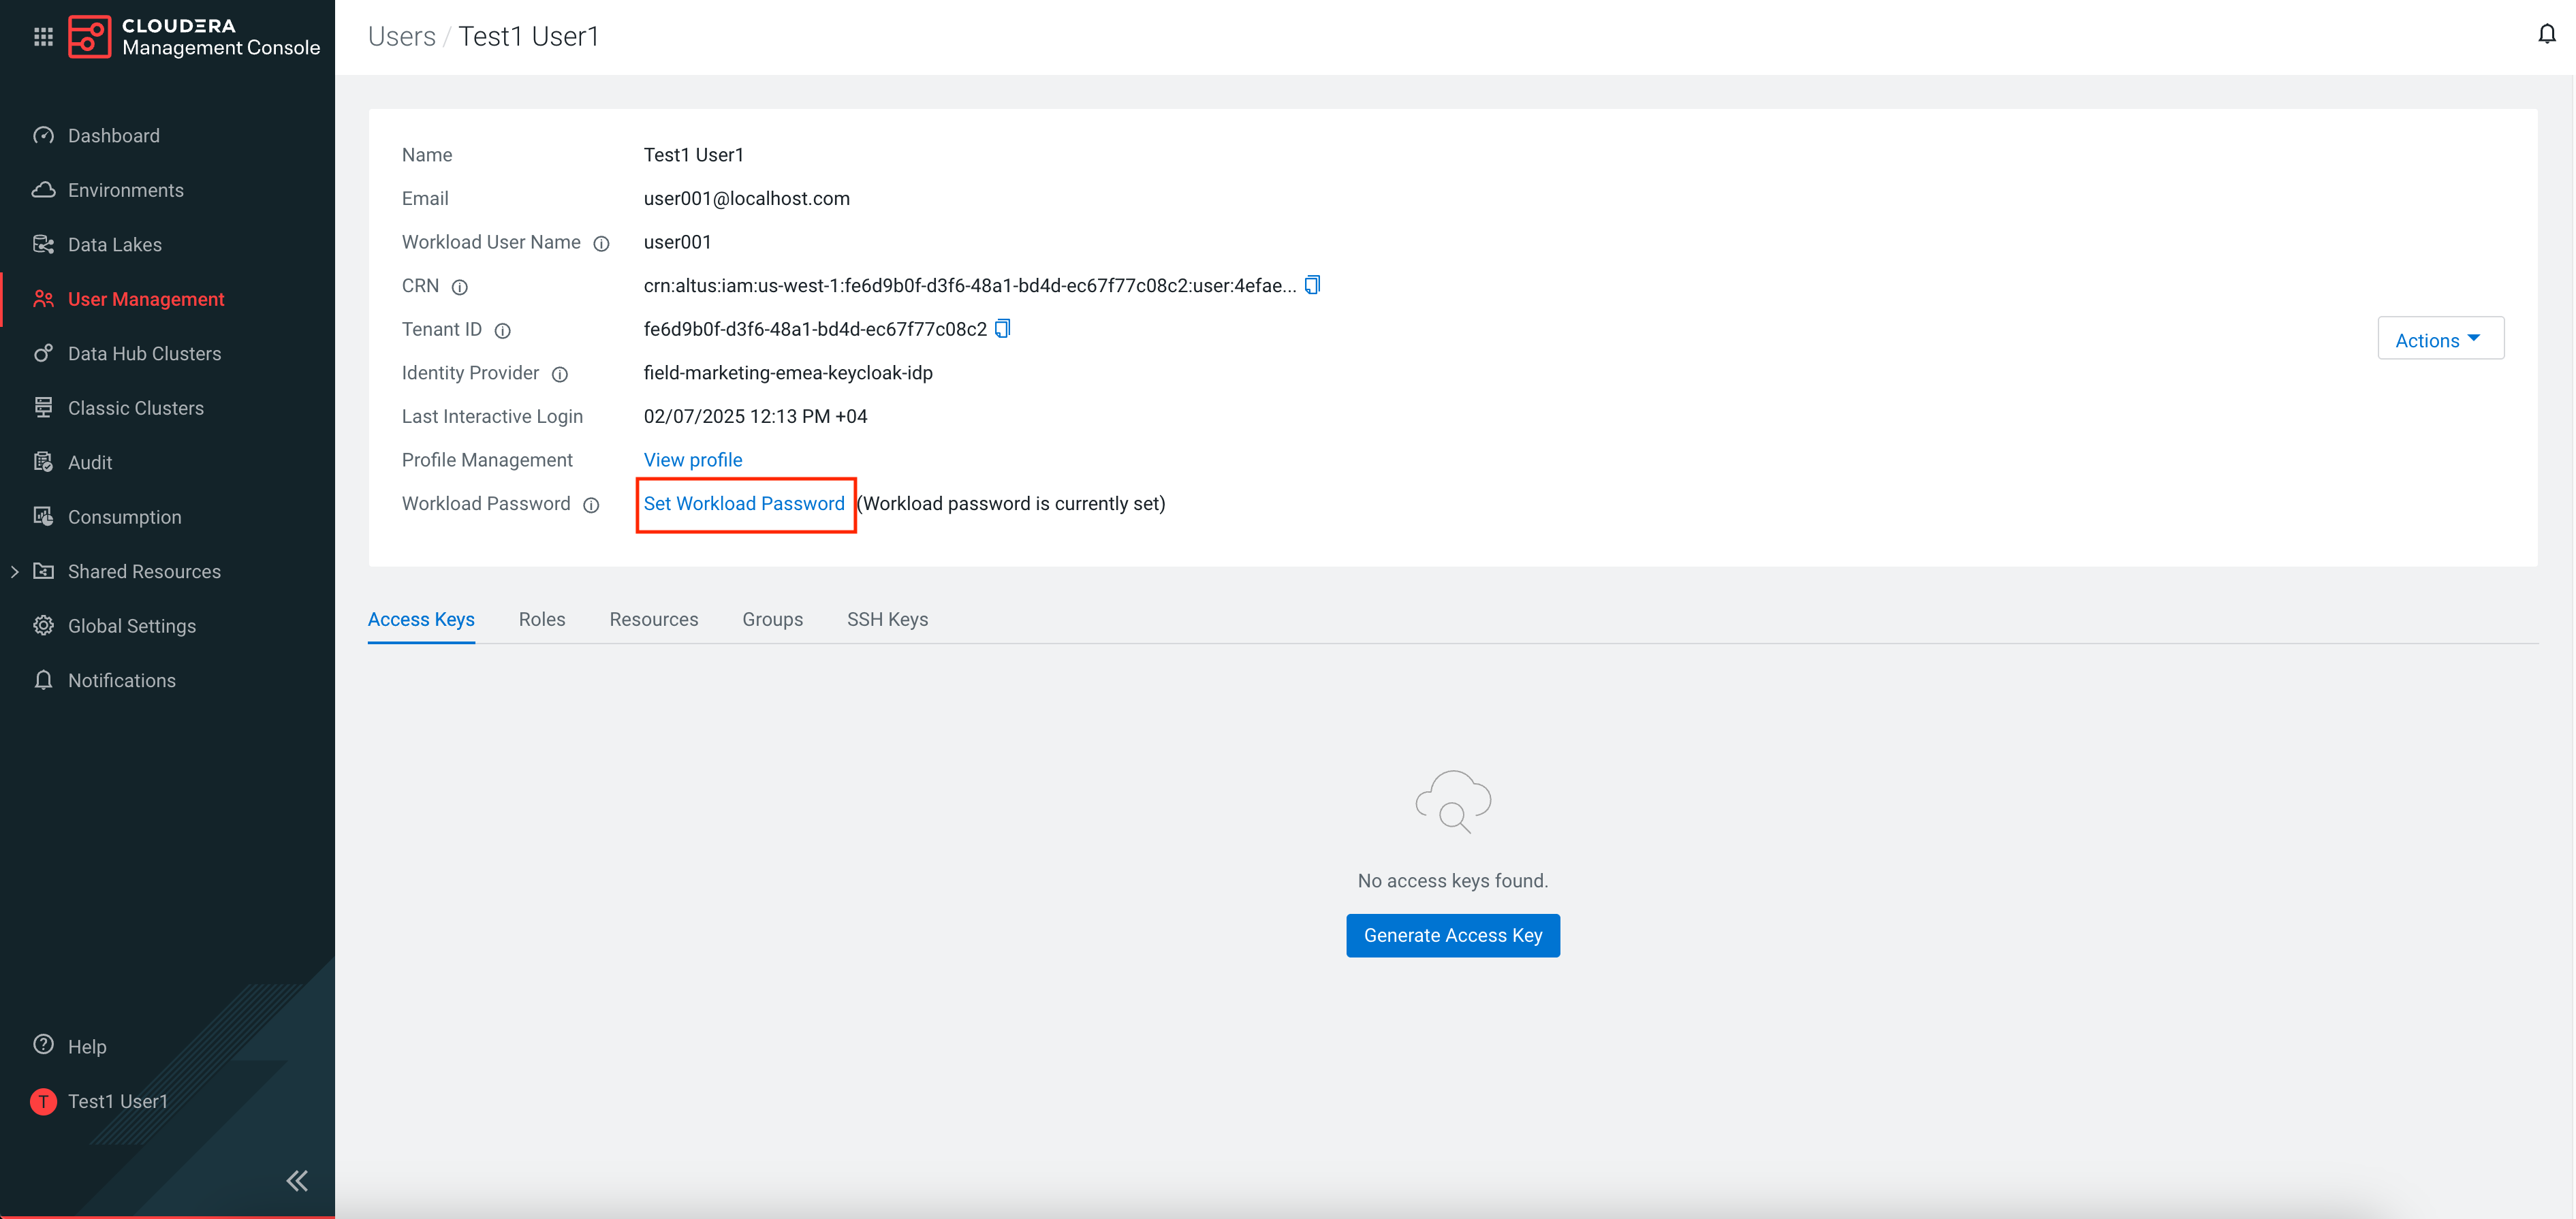 CLOUDERA
Management Console
Users / Test1 User1
Dashboard
Environments
Data Lakes
User Management
Data Hub Clusters
Classic Clusters
Audit
Consumption
Shared Resources
Global Settings
Notifications
Help
T Test1 User1
Name Test1 User1
Email user001@localhost.com
Workload User Name user001
CRN crn:altus:iam:us-west-1:fe6d9b0f-d3f6-48a1-bd4d-ec67f77c08c2:user:4efae...
Tenant ID fe6d9b0f-d3f6-48a1-bd4d-ec67f77c08c2
Identity Provider field-marketing-emea-keycloak-idp
Last Interactive Login 02/07/2025 12:13 PM +04
Profile Management View profile
Workload Password Set Workload Password (Workload password is currently set)
Actions
Access Keys Roles Resources Groups SSH Keys
No access keys found.
Generate Access Key